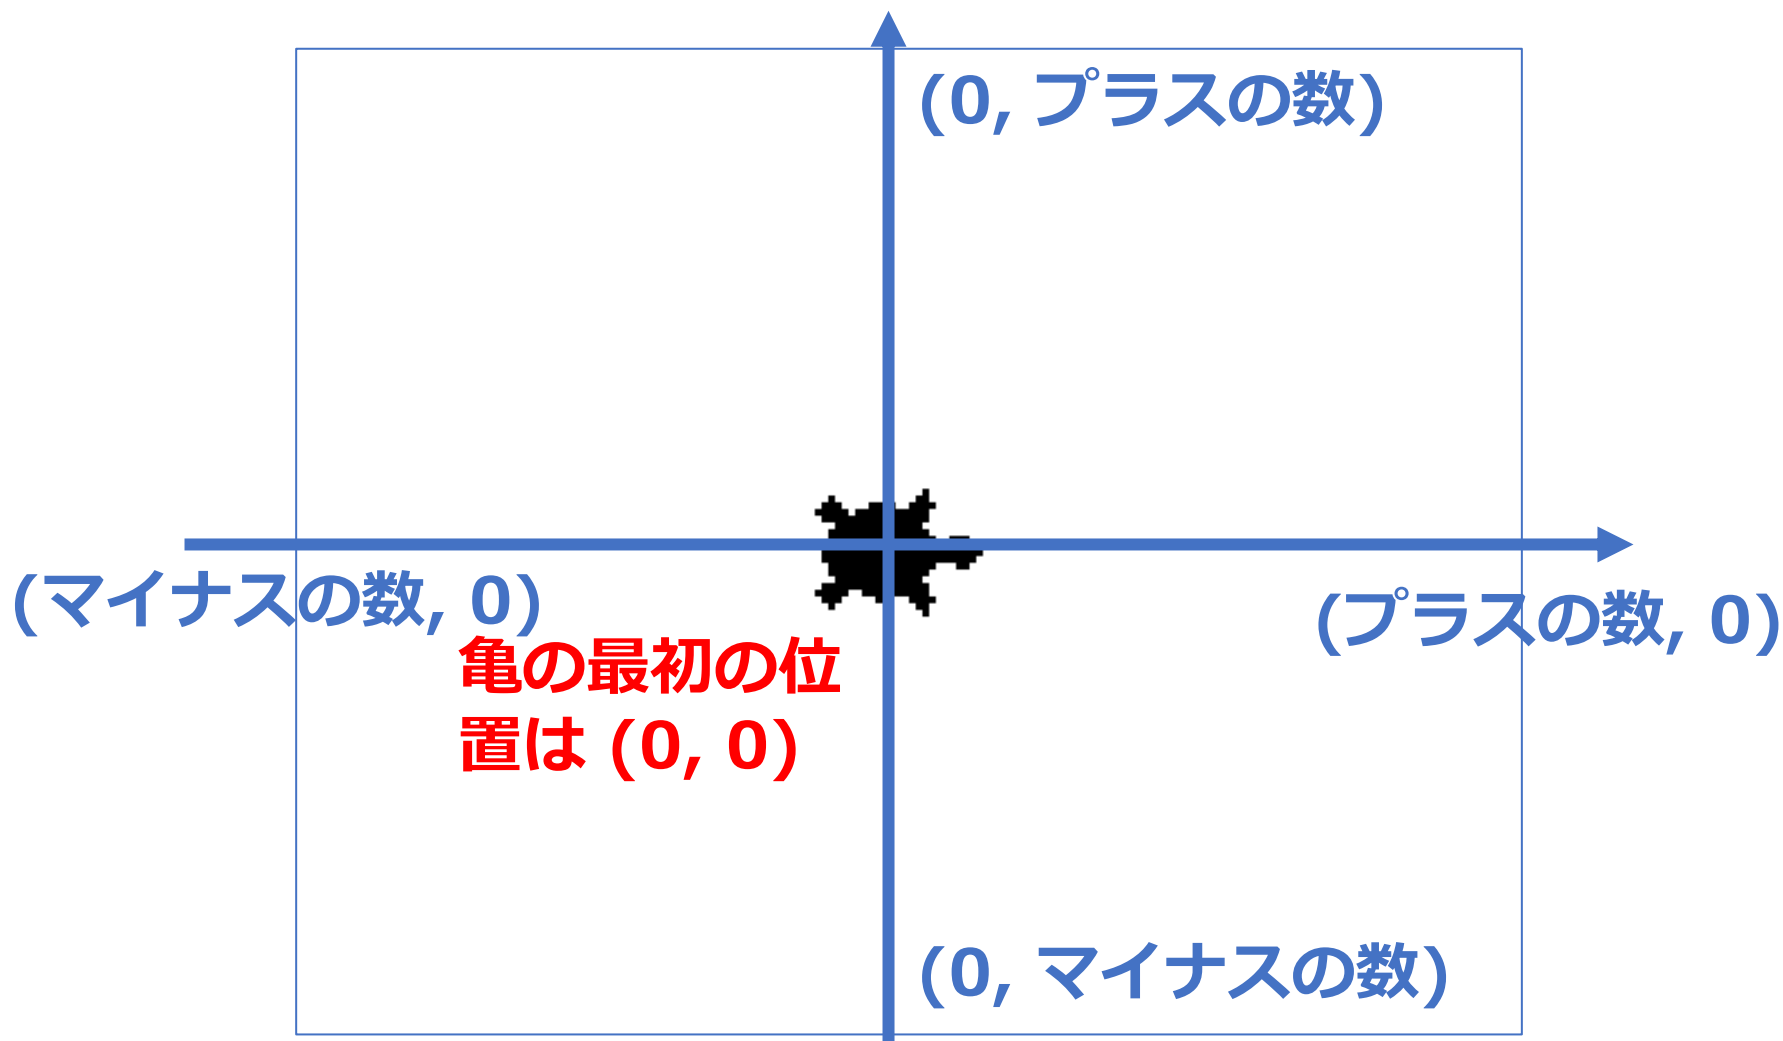 (0, プラスの数)
(マイナスの数, 0)
(プラスの数, 0)
亀の最初の位
置は (0, 0)
(0, マイナスの数)